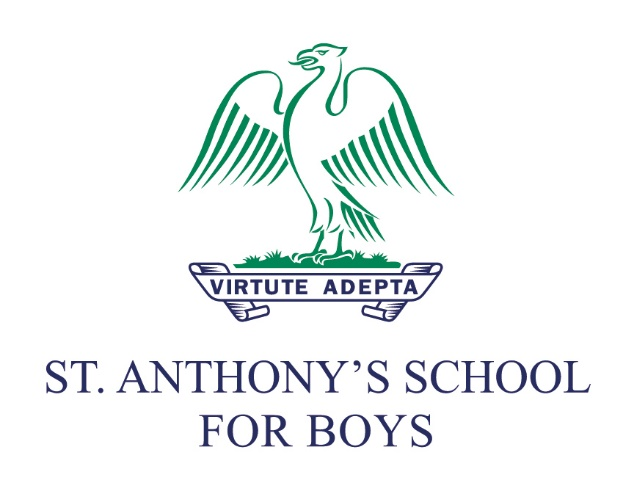 VIRTUTE ADEPTA
ST. ANTHONY’S SCHOOL
FOR BOYS